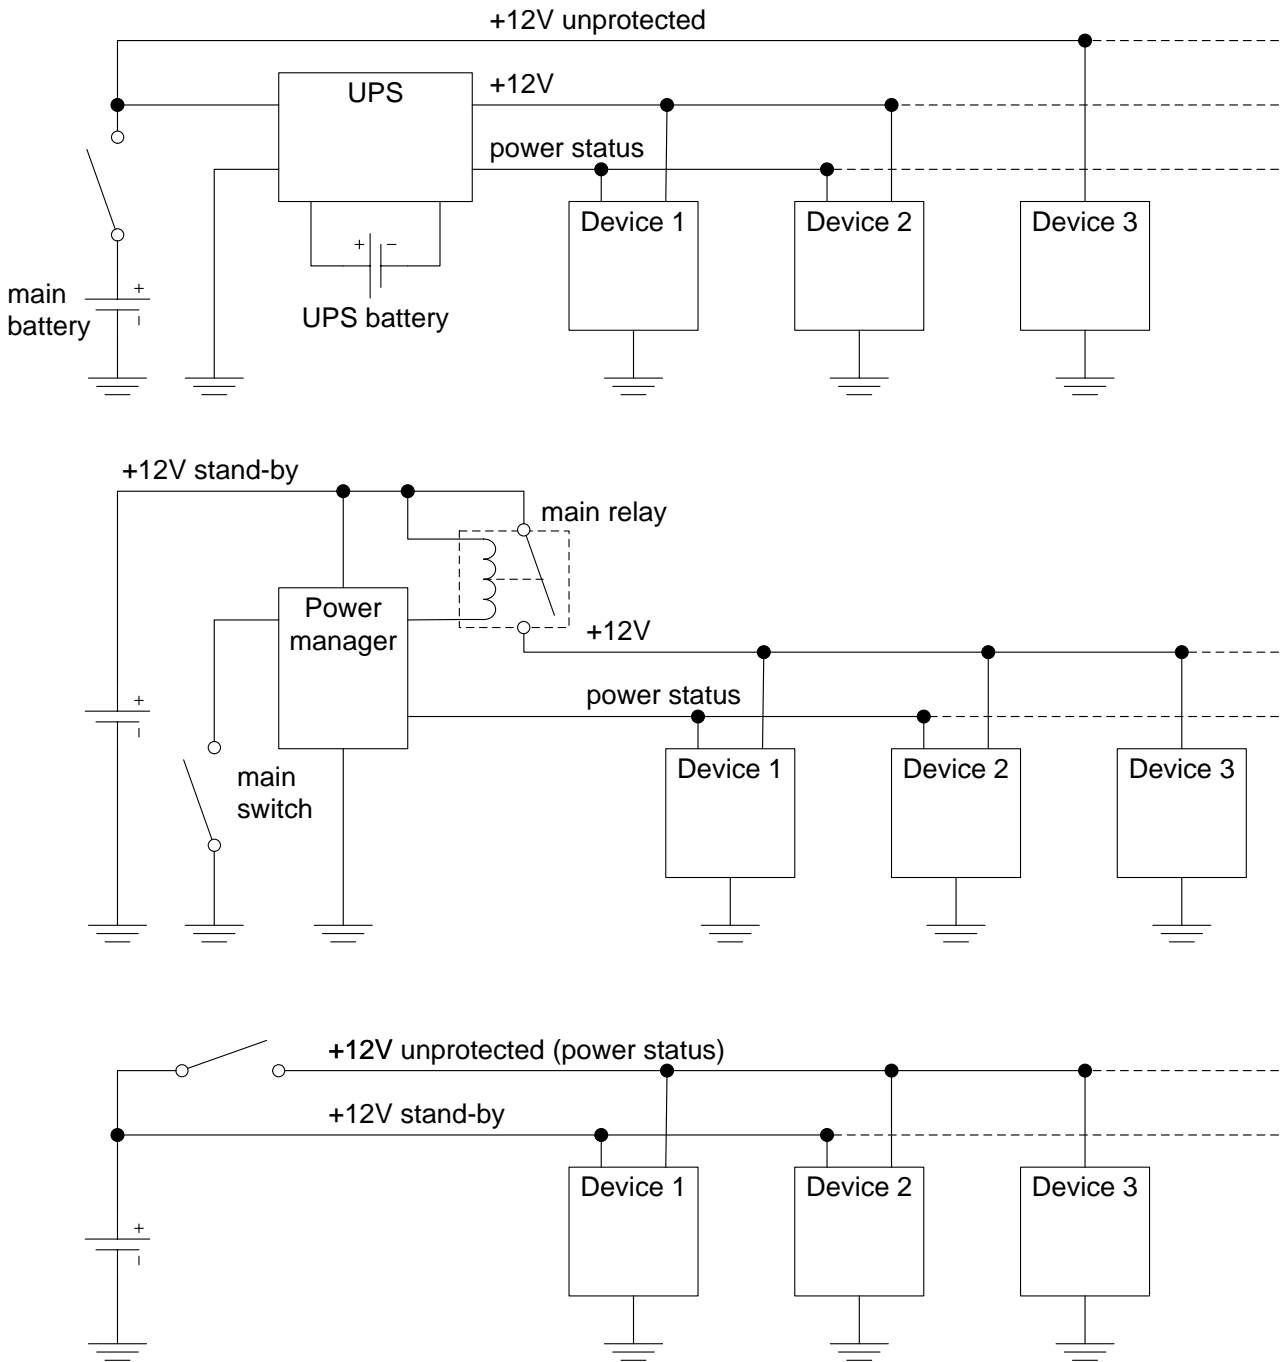 +12V unprotected
UPS
+12V
power status
Device 1
Device 2
Device 3
+ −
main
battery
+
−
UPS battery
+12V stand-by
main relay
Power
manager
+12V
power status
+
−
main
switch
Device 1
Device 2
Device 3
+12V unprotected (power status)
+12V stand-by
Device 1
Device 2
Device 3
+
−